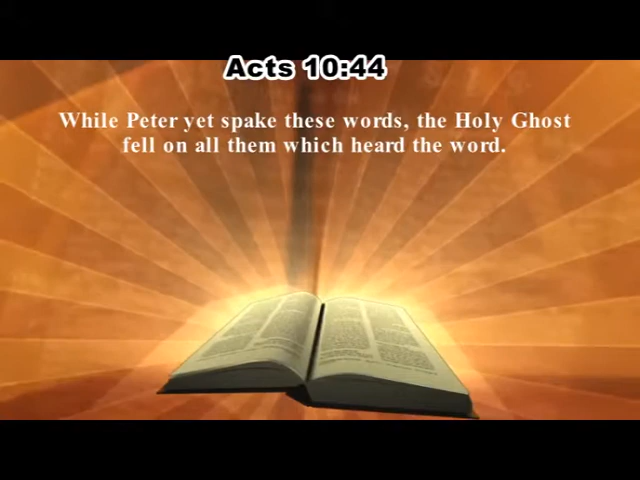 Acts 10:44
While Peter yet spake these words, the Holy Ghost
fell on all them which heard the word.